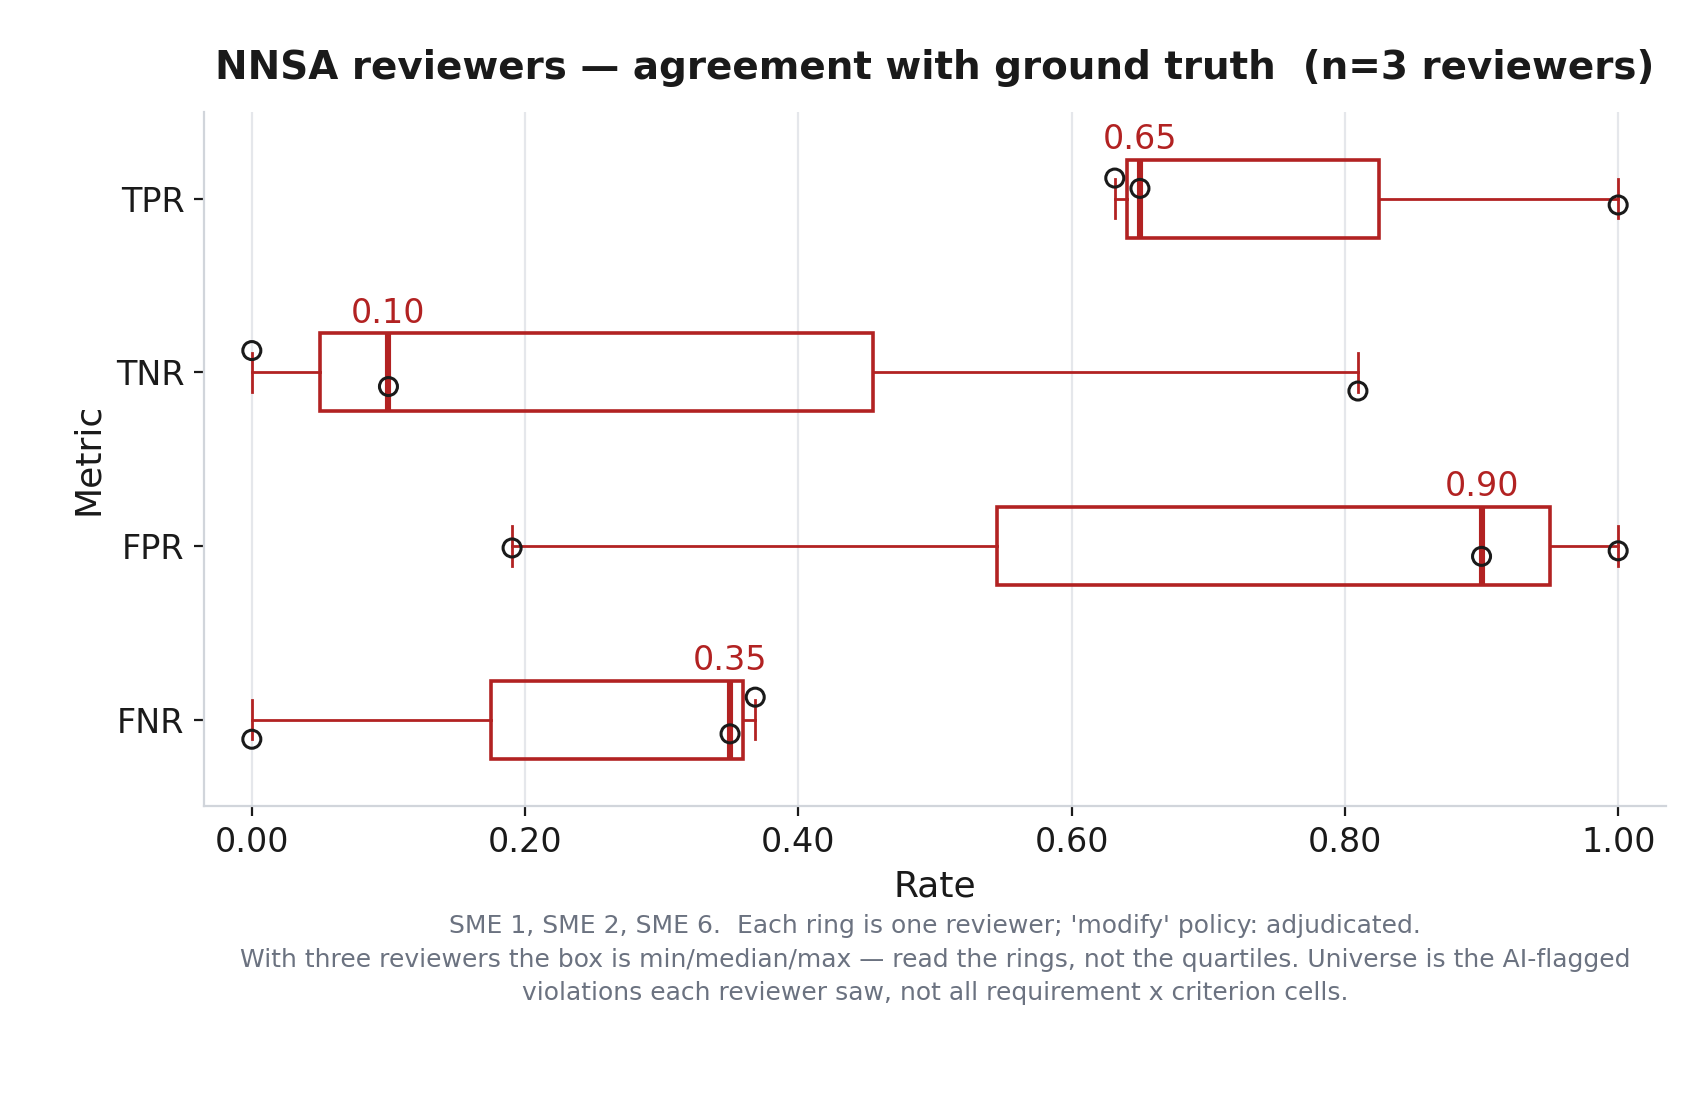 NNSA reviewers — agreement with ground truth  (n=3 reviewers)
0.65
TPR
0.10
TNR
Metric
0.90
FPR
0.35
FNR
0.00 0.20 0.40 0.60 0.80 1.00
Rate
SME 1, SME 2, SME 6.  Each ring is one reviewer; 'modify' policy: adjudicated.
With three reviewers the box is min/median/max — read the rings, not the quartiles. Universe is the AI-flagged
violations each reviewer saw, not all requirement x criterion cells.